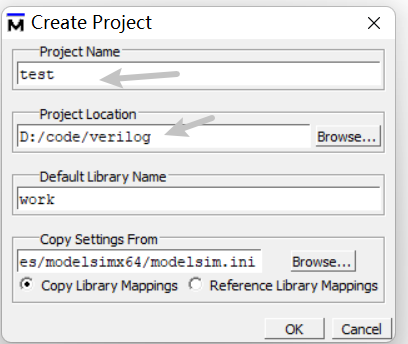 Create Project
Project Name
test
Project Location
D:/code/verilog
Browse...
Default Library Name
work
Copy Settings From
es/modelsimx64/modelsim.ini
Browse...
Copy Library Mappings
Reference Library Mappings
OK
Cancel